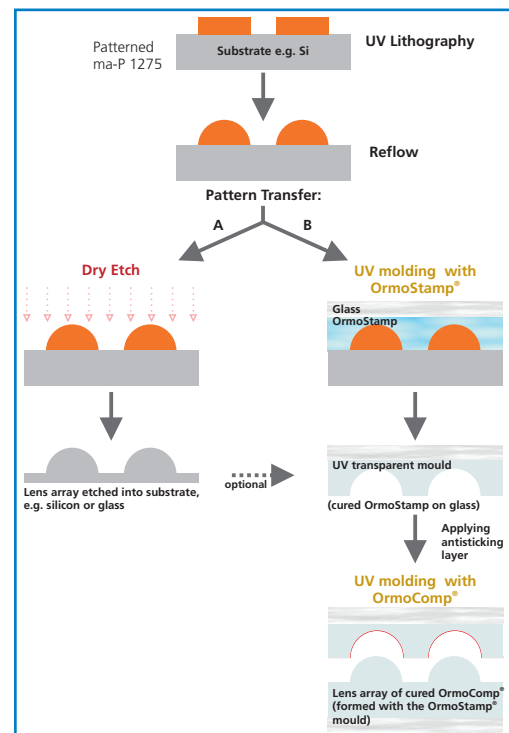 Patterned
ma-P 1275
Substrate e.g. Si
UV Lithography
Reflow
Pattern Transfer:
A
B
Dry Etch
UV molding with
OrmoStamp®
Glass
OrmoStamp
Lens array etched into substrate,
e.g. silicon or glass
optional
UV transparent mould
(cured OrmoStamp on glass)
Applying
antisticking
layer
UV molding with
OrmoComp®
Lens array of cured OrmoComp®
(formed with the OrmoStamp®
mould)